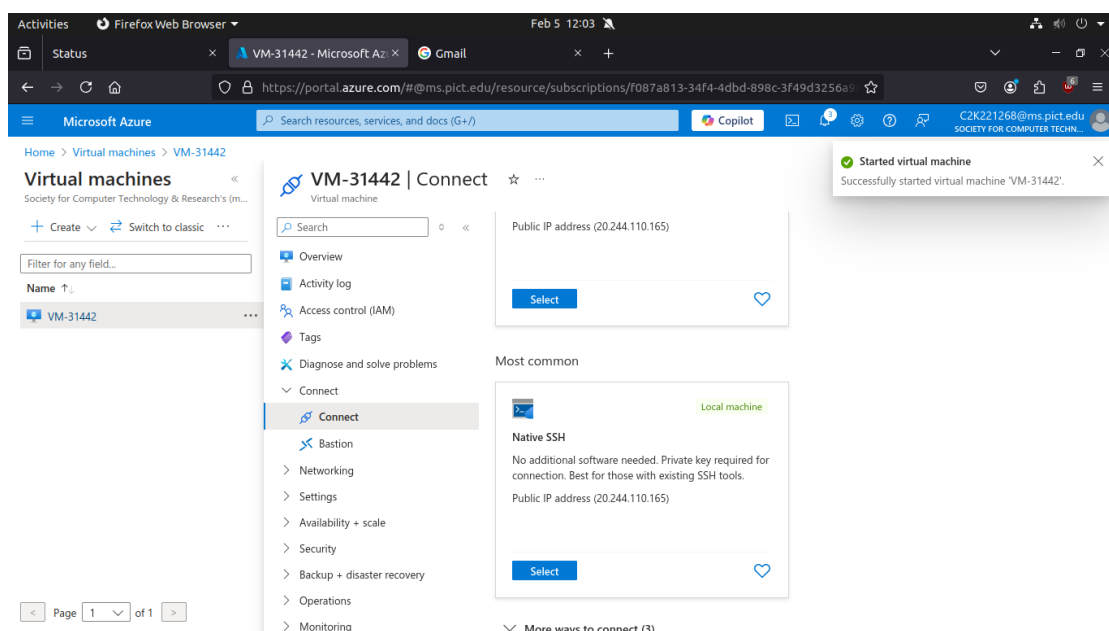 Activities Firefox Web Browser Feb 5 12:03
Status VM-31442 - Microsoft Az Gmail
https://portal.azure.com/#@ms.pict.edu/resource/subscriptions/f087a813-34f4-4dbd-898c-3f49d3256a9 6
Microsoft Azure Search resources, services, and docs (G+/) Copilot 3 C2K221268@ms.pict.edu
SOCIETY FOR COMPUTER TECHN...
Home > Virtual machines > VM-31442
Virtual machines «
Society for Computer Technology & Research's (m...
+ Create Switch to classic ...
Filter for any field...
Name ↑↓
VM-31442 ...
< Page 1 of 1 >
VM-31442 | Connect ☆ ...
Virtual machine
Search «
Overview
Activity log
Access control (IAM)
Tags
Diagnose and solve problems
Connect
Connect
Bastion
Networking
Settings
Availability + scale
Security
Backup + disaster recovery
Operations
Monitoring
Public IP address (20.244.110.165)
Select
Most common
Local machine
Native SSH
No additional software needed. Private key required for
connection. Best for those with existing SSH tools.
Public IP address (20.244.110.165)
Select
More ways to connect (3)
Started virtual machine
Successfully started virtual machine 'VM-31442'.